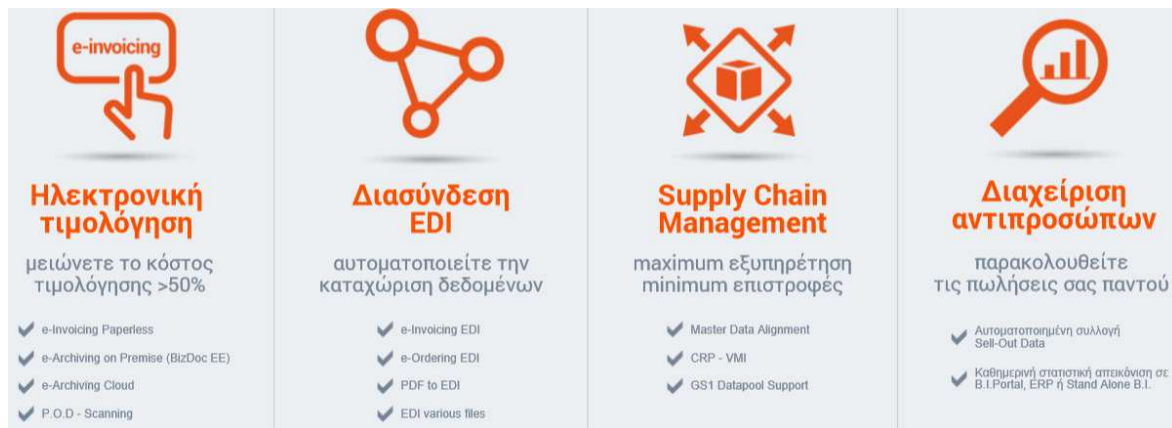 e-invoicing
Ηλεκτρονική
τιμολόγηση
μειώνετε το κόστος
τιμολόγησης >50%
e-Invoicing Paperless
e-Archiving on Premise (BizDoc EE)
e-Archiving Cloud
P.O.D - Scanning
Διασύνδεση
EDI
αυτοματοποιείτε την
καταχώριση δεδομένων
e-Invoicing EDI
e-Ordering EDI
PDF to EDI
EDI various files
Supply Chain
Management
maximum εξυπηρέτηση
minimum επιστροφές
Master Data Alignment
CRP - VMI
GS1 Datapool Support
Διαχείριση
αντιπροσώπων
παρακολουθείτε
τις πωλήσεις σας παντού
Αυτοματοποιημένη συλλογή
Sell-Out Data
Καθημερινή στατιστική απεικόνιση σε
B.I.Portal, ERP ή Stand Alone B.I.